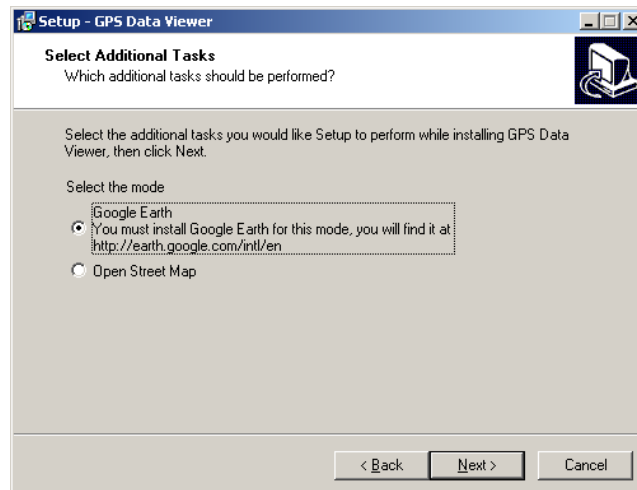 Setup - GPS Data Viewer
Select Additional Tasks
Which additional tasks should be performed?
Select the additional tasks you would like Setup to perform while installing GPS Data
Viewer, then click Next.
Select the mode
Google Earth
You must install Google Earth for this mode, you will find it at
http://earth.google.com/intl/en
Open Street Map
< Back Next > Cancel